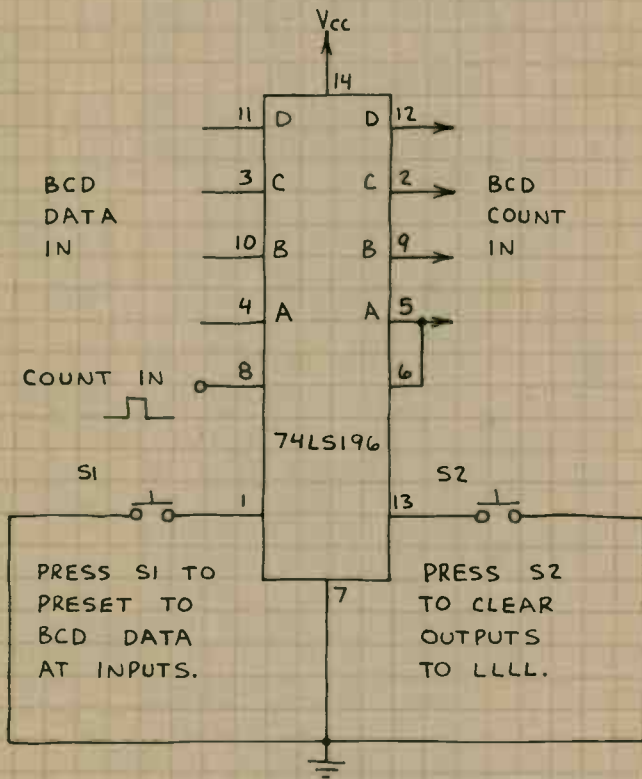 Vcc
14
11 D D 12
3 C C 2
BCD DATA IN
BCD COUNT IN
10 B B 9
4 A A 5
COUNT IN 8 6
74LS196
S1 S2
1 13
PRESS S1 TO
PRESET TO
BCD DATA
AT INPUTS.
PRESS S2
TO CLEAR
OUTPUTS
TO LLLL.
7